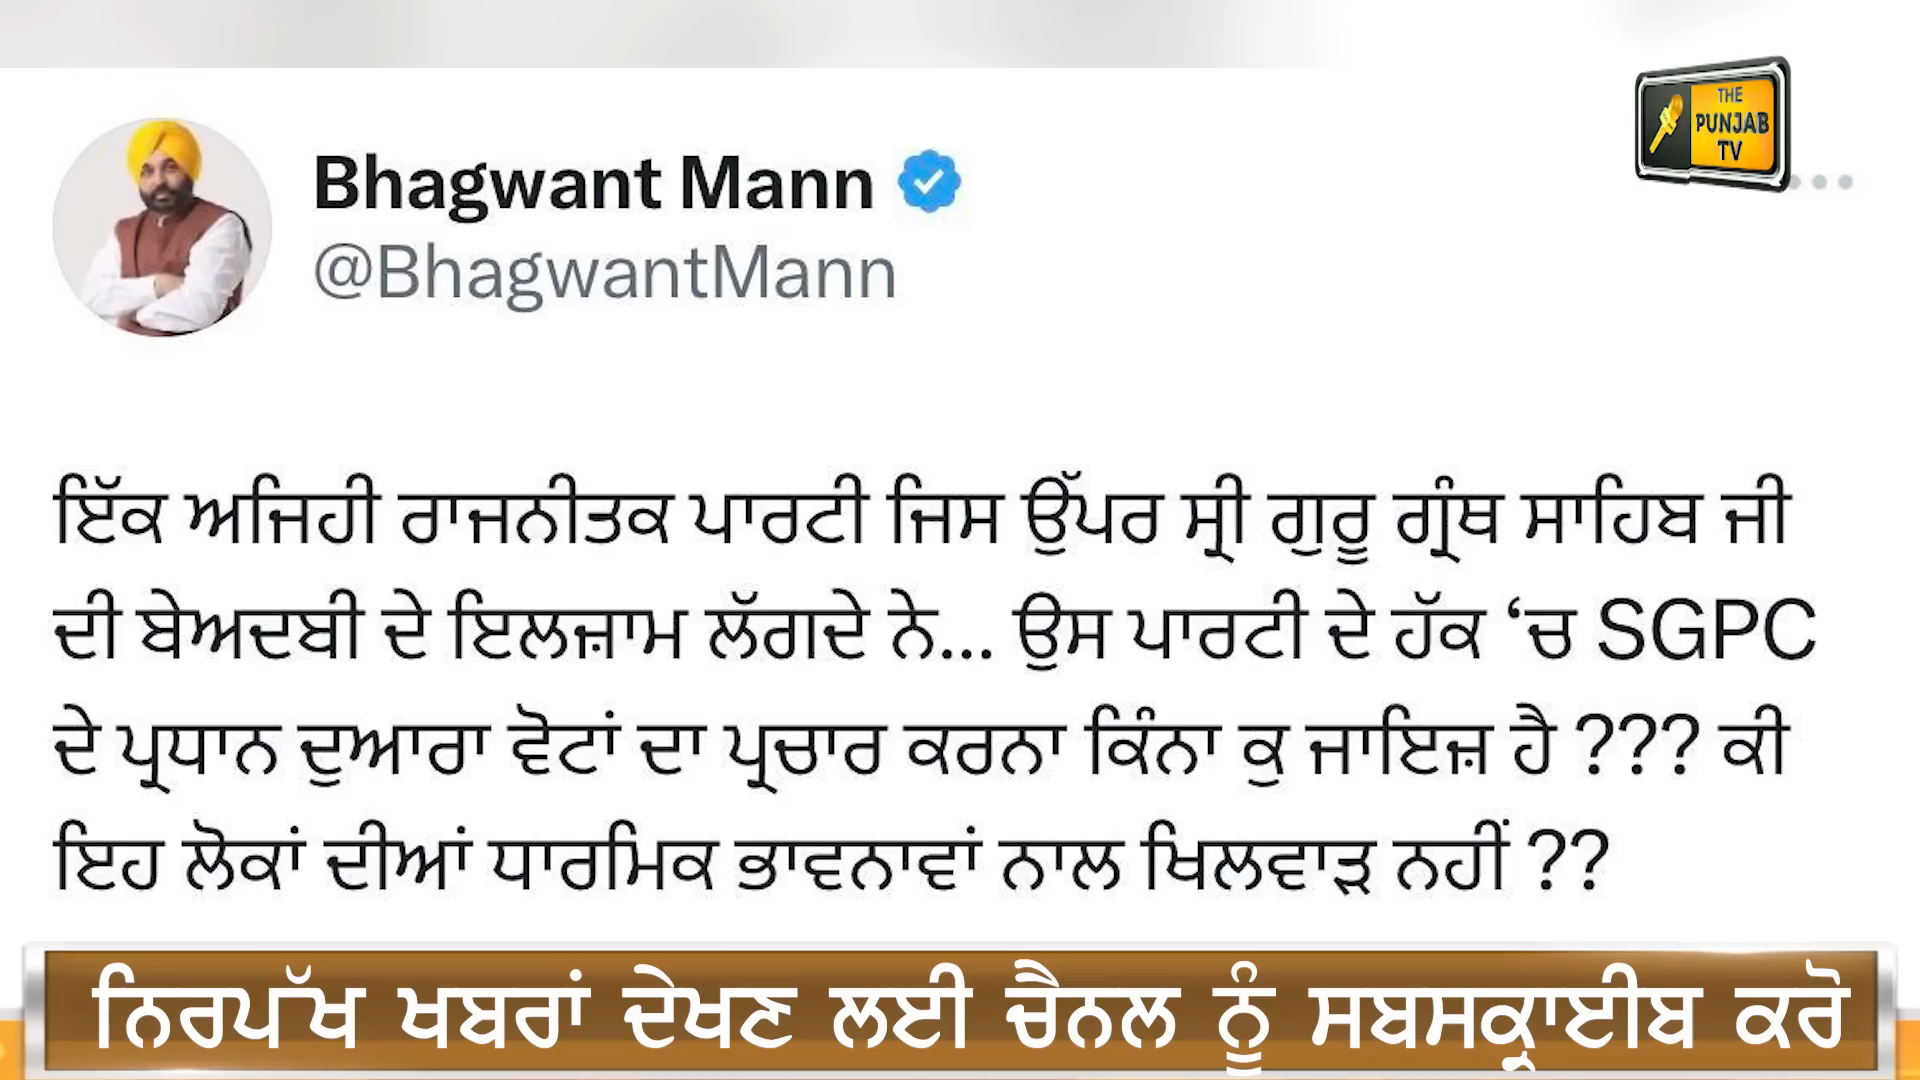 THE
PUNJAB
TV
Bhagwant Mann
@BhagwantMann
ਇੱਕ ਅਜਿਹੀ ਰਾਜਨੀਤਕ ਪਾਰਟੀ ਜਿਸ ਉੱਪਰ ਸ੍ਰੀ ਗੁਰੂ ਗ੍ਰੰਥ ਸਾਹਿਬ ਜੀ
ਦੀ ਬੇਅਦਬੀ ਦੇ ਇਲਜ਼ਾਮ ਲੱਗਦੇ ਨੇ... ਉਸ ਪਾਰਟੀ ਦੇ ਹੱਕ ‘ਚ SGPC
ਦੇ ਪ੍ਰਧਾਨ ਦੁਆਰਾ ਵੋਟਾਂ ਦਾ ਪ੍ਰਚਾਰ ਕਰਨਾ ਕਿੰਨਾ ਕੁ ਜਾਇਜ਼ ਹੈ ??? ਕੀ
ਇਹ ਲੋਕਾਂ ਦੀਆਂ ਧਾਰਮਿਕ ਭਾਵਨਾਵਾਂ ਨਾਲ ਖਿਲਵਾੜ ਨਹੀਂ ??
ਨਿਰਪੱਖ ਖਬਰਾਂ ਦੇਖਣ ਲਈ ਚੈਨਲ ਨੂੰ ਸਬਸਕ੍ਰਾਈਬ ਕਰੋ